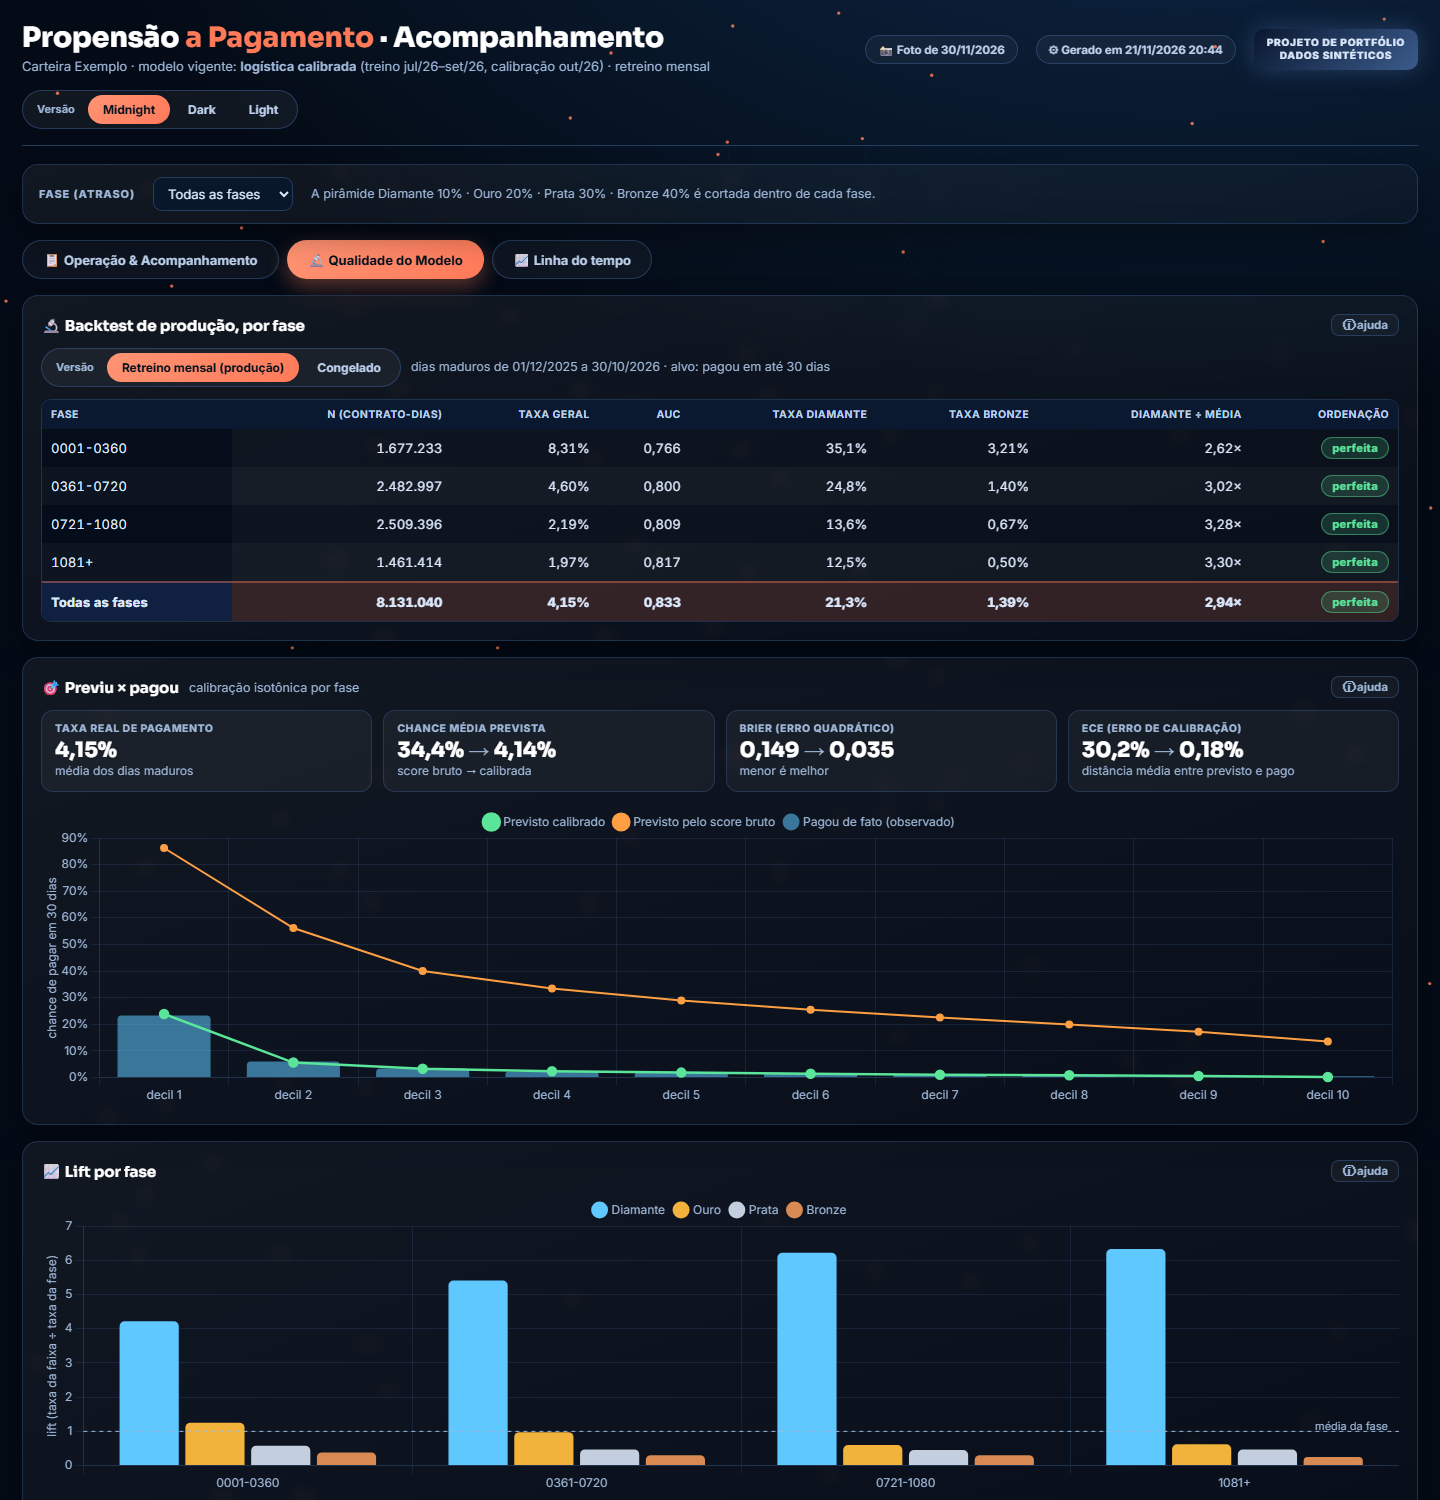 Propensão a Pagamento · Acompanhamento
Carteira Exemplo · modelo vigente: logística calibrada (treino jul/26–set/26, calibração out/26) · retreino mensal
Foto de 30/11/2026
Gerado em 21/11/2026 20:44
PROJETO DE PORTFÓLIO
DADOS SINTÉTICOS
Versão Midnight Dark Light
FASE (ATRASO) Todas as fases A pirâmide Diamante 10% · Ouro 20% · Prata 30% · Bronze 40% é cortada dentro de cada fase.
Operação & Acompanhamento Qualidade do Modelo Linha do tempo
Backtest de produção, por fase
ajuda
Versão Retreino mensal (produção) Congelado dias maduros de 01/12/2025 a 30/10/2026 · alvo: pagou em até 30 dias
FASE N (CONTRATO-DIAS) TAXA GERAL AUC TAXA DIAMANTE TAXA BRONZE DIAMANTE ÷ MÉDIA ORDENAÇÃO
0001-0360 1.677.233 8,31% 0,766 35,1% 3,21% 2,62× perfeita
0361-0720 2.482.997 4,60% 0,800 24,8% 1,40% 3,02× perfeita
0721-1080 2.509.396 2,19% 0,809 13,6% 0,67% 3,28× perfeita
1081+ 1.461.414 1,97% 0,817 12,5% 0,50% 3,30× perfeita
Todas as fases 8.131.040 4,15% 0,833 21,3% 1,39% 2,94× perfeita
Previu × pagou calibração isotônica por fase
ajuda
TAXA REAL DE PAGAMENTO
4,15%
média dos dias maduros
CHANCE MÉDIA PREVISTA
34,4% → 4,14%
score bruto → calibrada
BRIER (ERRO QUADRÁTICO)
0,149 → 0,035
menor é melhor
ECE (ERRO DE CALIBRAÇÃO)
30,2% → 0,18%
distância média entre previsto e pago
Previsto calibrado Previsto pelo score bruto Pagou de fato (observado)
chance de pagar em 30 dias
90%
80%
70%
60%
50%
40%
30%
20%
10%
0%
decil 1 decil 2 decil 3 decil 4 decil 5 decil 6 decil 7 decil 8 decil 9 decil 10
Lift por fase
ajuda
Diamante Ouro Prata Bronze
lift (taxa da faixa ÷ taxa da fase)
7
6
5
4
3
2
1
0
média da fase
0001-0360 0361-0720 0721-1080 1081+